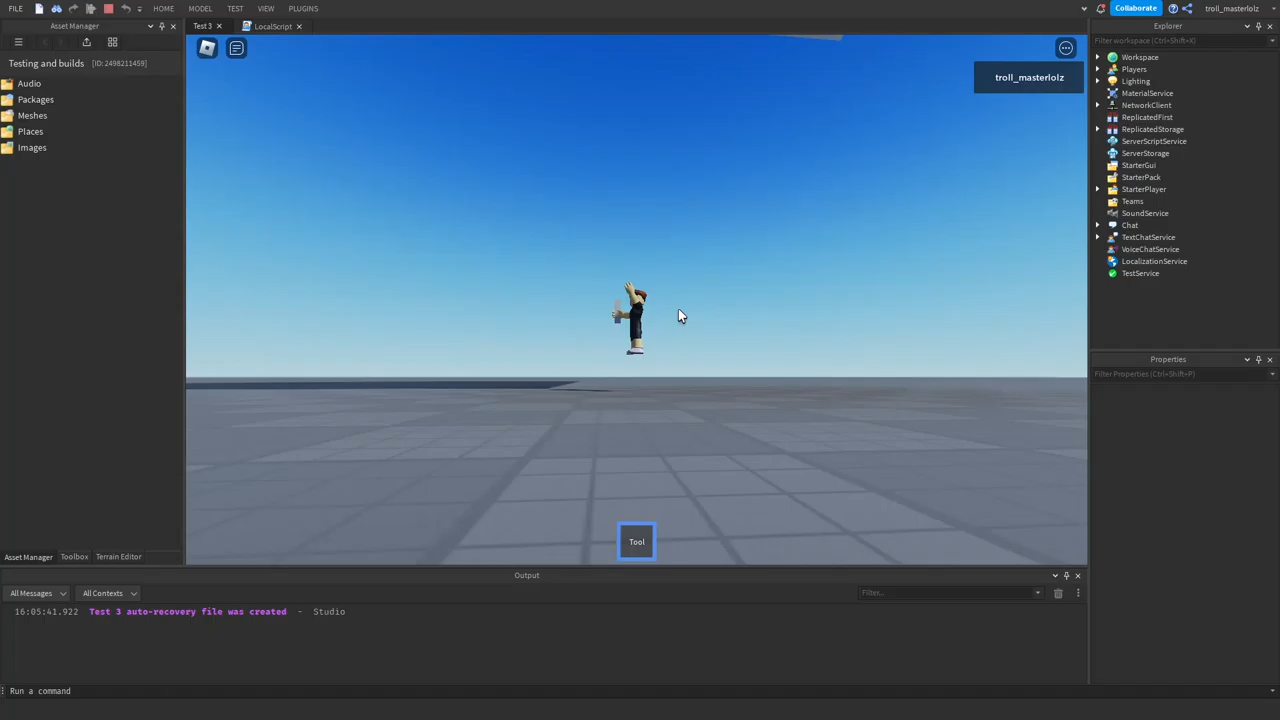 FILE HOME MODEL TEST VIEW PLUGINS Collaborate troll_masterlolz
Asset Manager
Test 3 LocalScript
Explorer
Filter workspace (Ctrl+Shift+X)
Testing and builds [ID: 2498211459]
Audio
Packages
Meshes
Places
Images
troll_masterlolz
Workspace
Players
Lighting
MaterialService
NetworkClient
ReplicatedFirst
ReplicatedStorage
ServerScriptService
ServerStorage
StarterGui
StarterPack
StarterPlayer
Teams
SoundService
Chat
TextChatService
VoiceChatService
LocalizationService
TestService
Properties
Filter Properties (Ctrl+Shift+P)
Tool
Asset Manager Toolbox Terrain Editor
Output
All Messages All Contexts Filter...
16:05:41.922 Test 3 auto-recovery file was created - Studio
Run a command